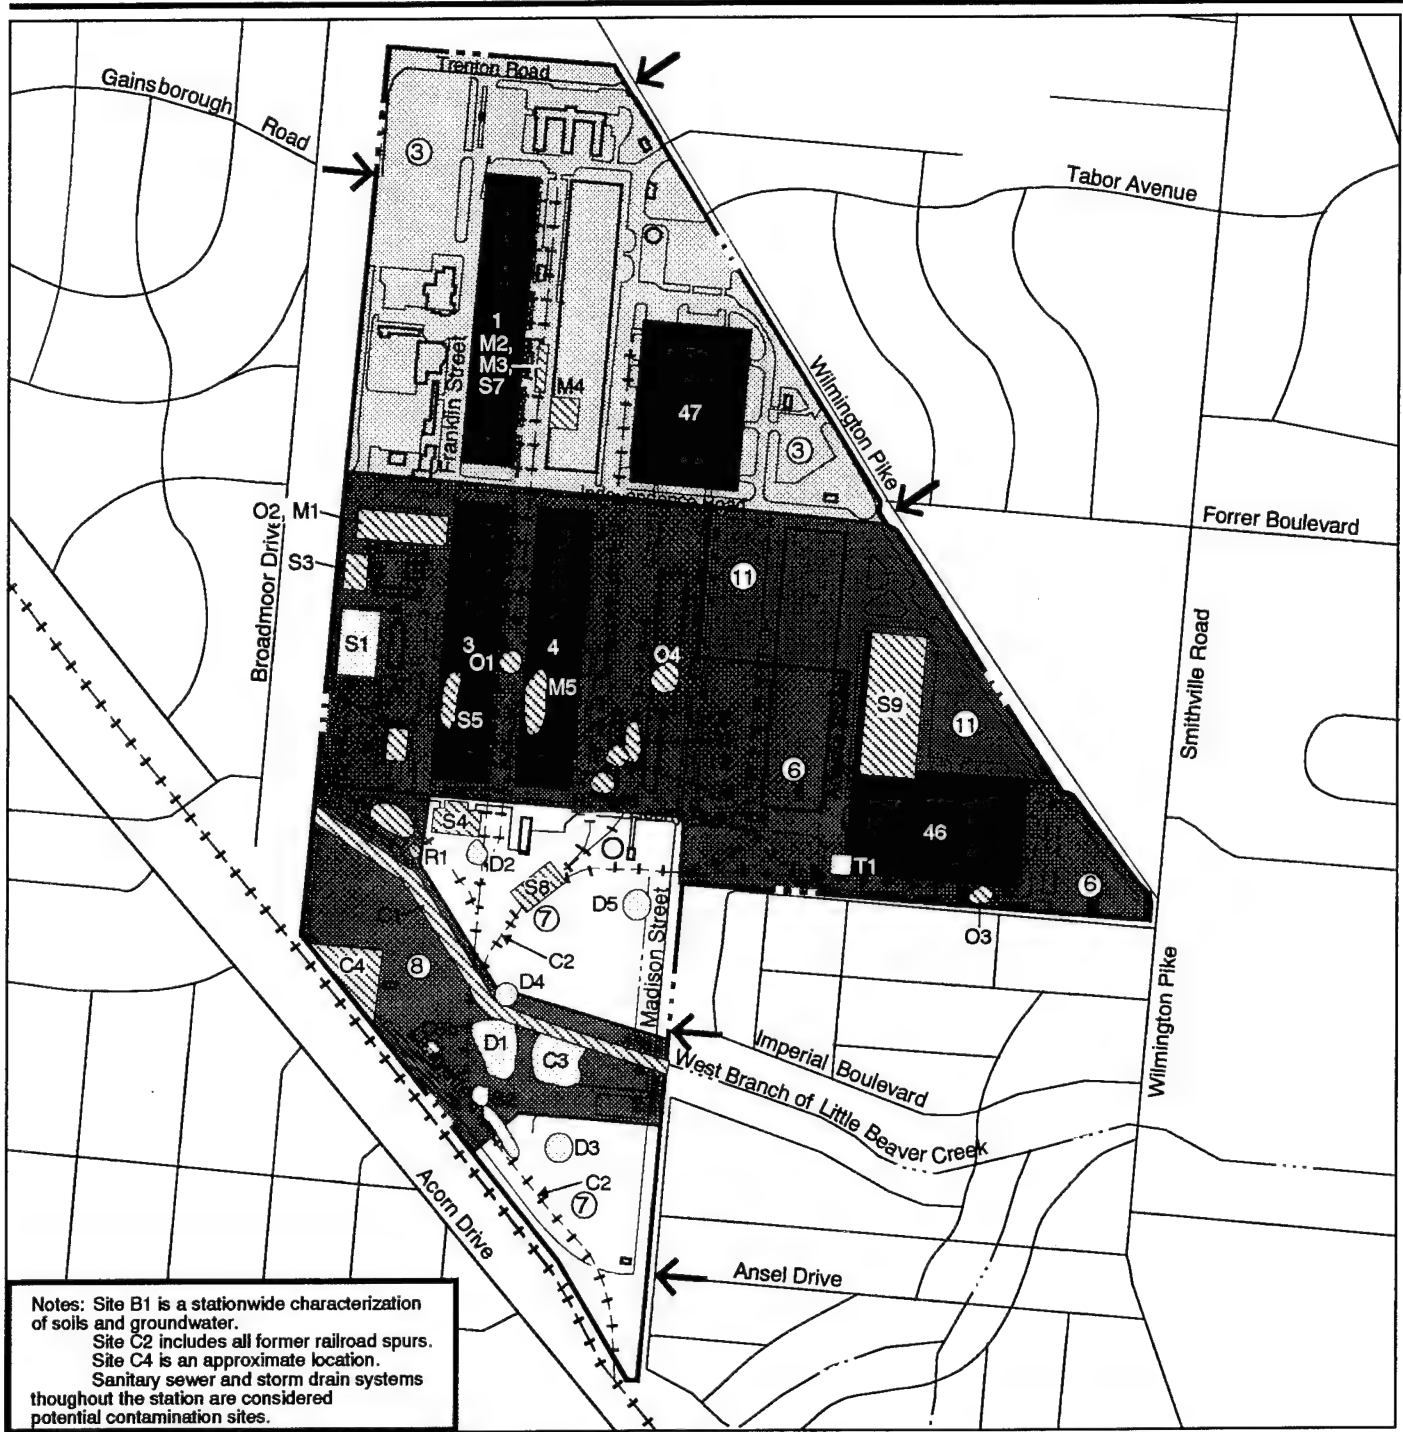 Trenton Road
Gainsborough
Road
3
Tabor Avenue
1
M2,
M3,
S7
M4
Franklin Street
47
3
Wilmington Pike
Independence Road
O2, M1
Forrer Boulevard
S3
Broadmoor Drive
11
S1
3
4
O1
O4
M5
S5
S9
11
Smithville Road
6
S4
46
R1
D2
T1
S8
6
7
D5
C1
O3
C2
C4
8
D4
Madison Street
D1
C3
Imperial Boulevard
West Branch of Little Beaver Creek
Wilmington Pike
D3
C2
7
Acorn Drive
Ansel Drive
Notes: Site B1 is a stationwide characterization
of soils and groundwater.
Site C2 includes all former railroad spurs.
Site C4 is an approximate location.
Sanitary sewer and storm drain systems
thoughout the station are considered
potential contamination sites.